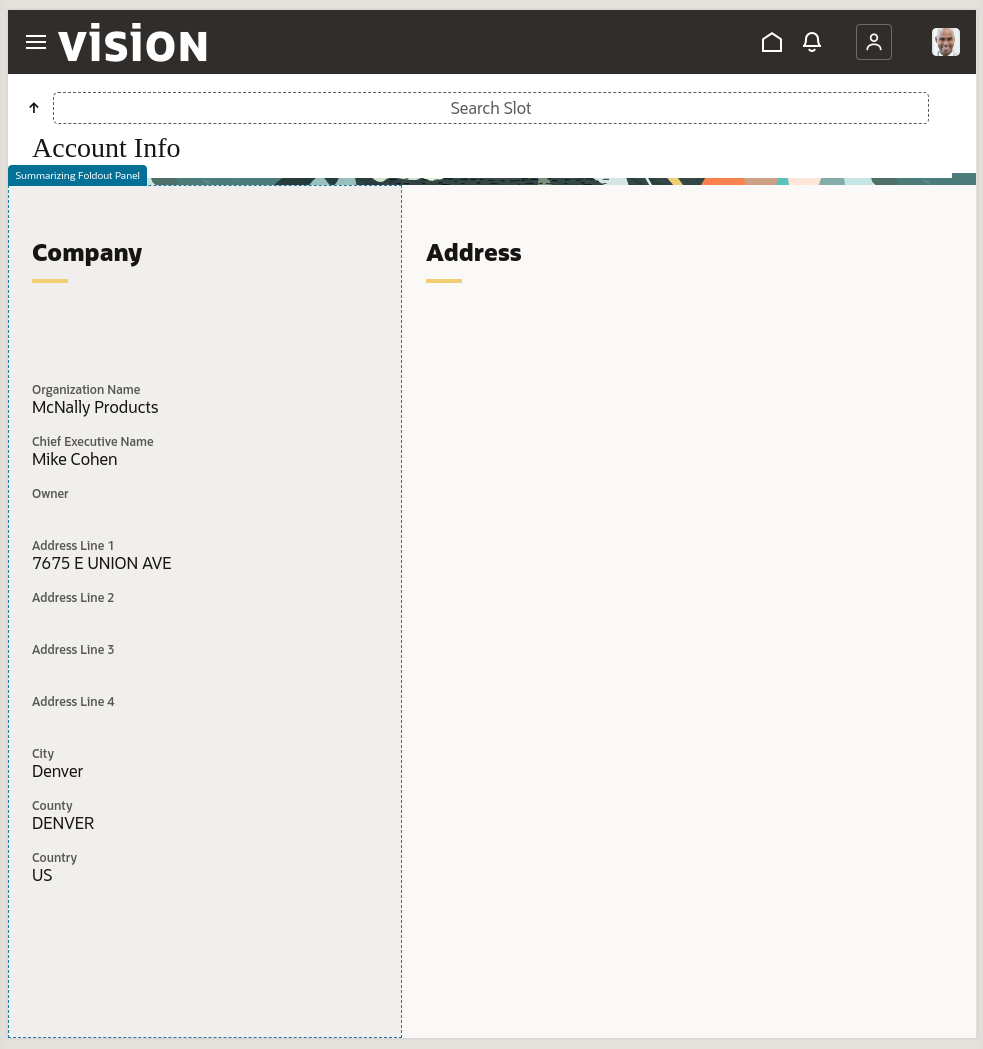 vision
Search Slot
Account Info
Summarizing Foldout Panel
Company
Organization Name
McNally Products
Chief Executive Name
Mike Cohen
Owner
Address Line 1
7675 E UNION AVE
Address Line 2
Address Line 3
Address Line 4
City
Denver
County
DENVER
Country
US
Address